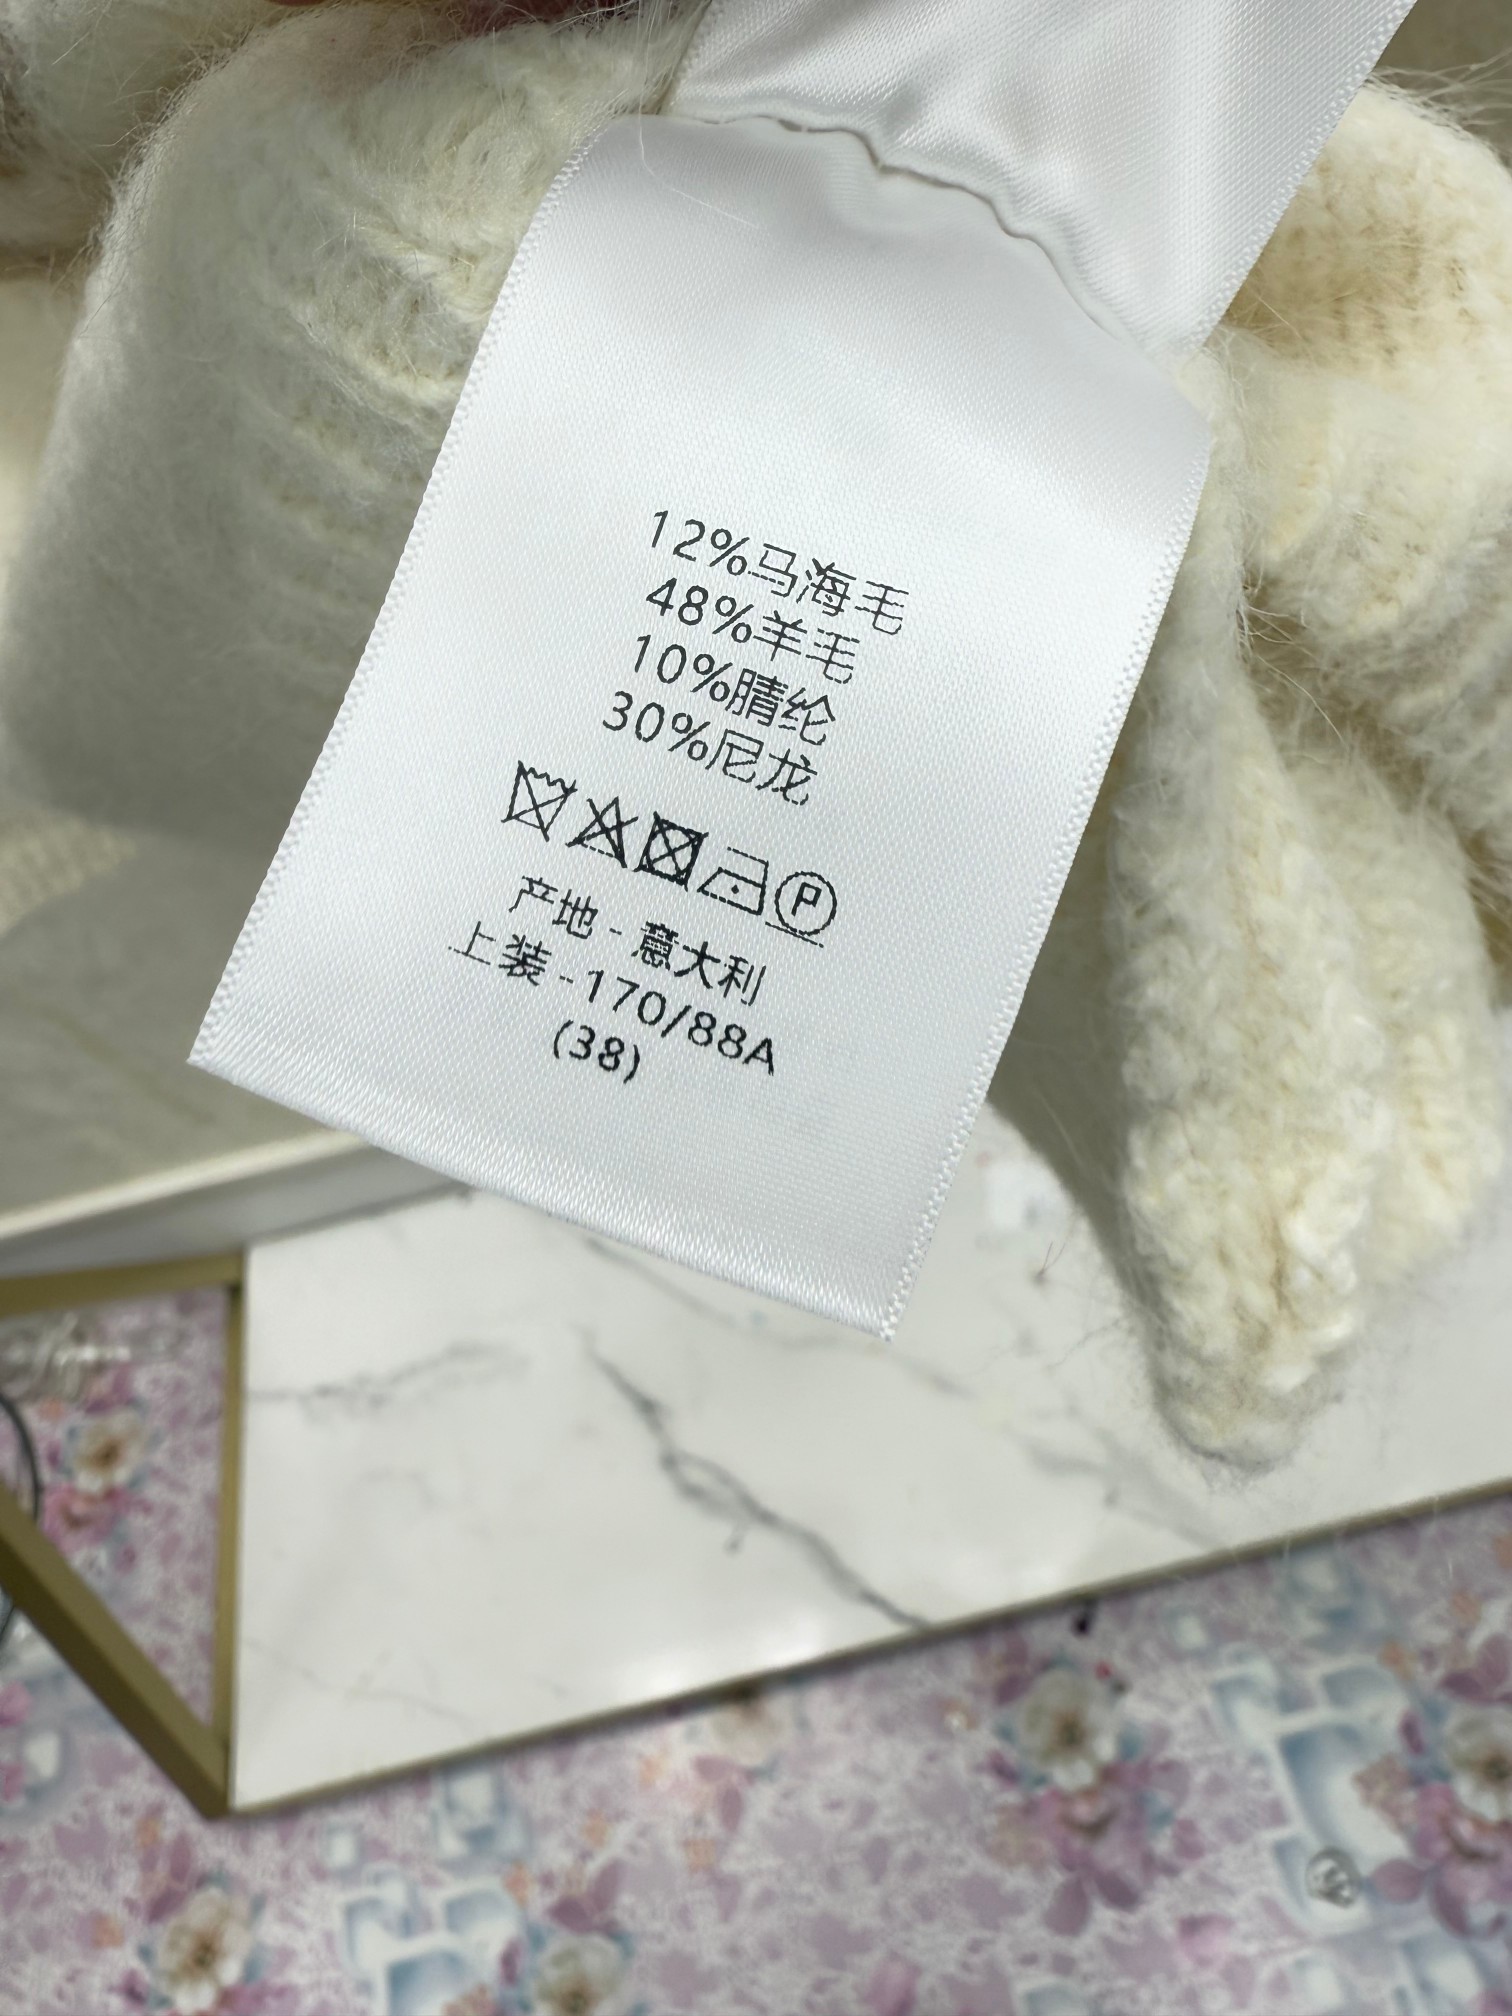 12%马海毛
48%羊毛
10%腈纶
30%尼龙
P
产地-意大利
上装-170/88A
(38)